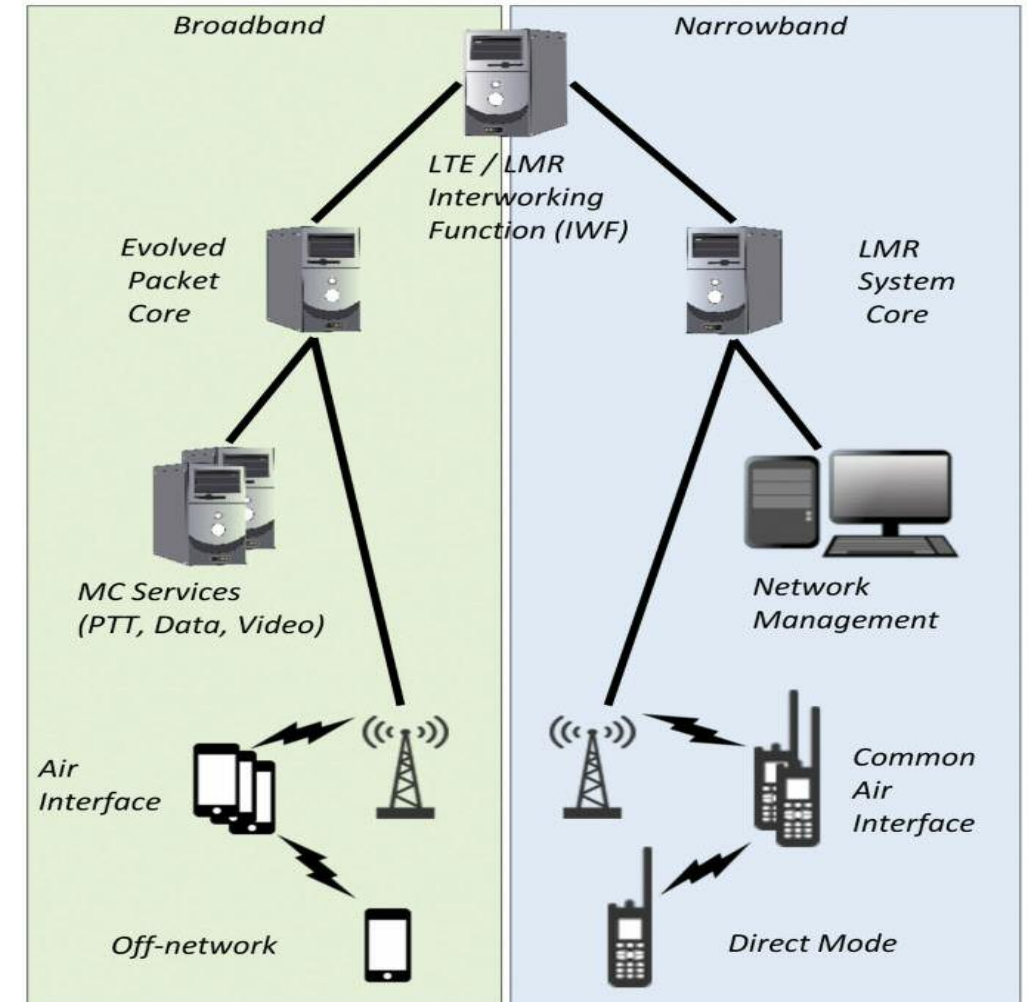 Broadband
Narrowband
LTE / LMR
Interworking
Function (IWF)
Evolved
Packet
Core
LMR
System
Core
MC Services
(PTT, Data, Video)
Network
Management
Air
Interface
Common
Air
Interface
Off-network
Direct Mode